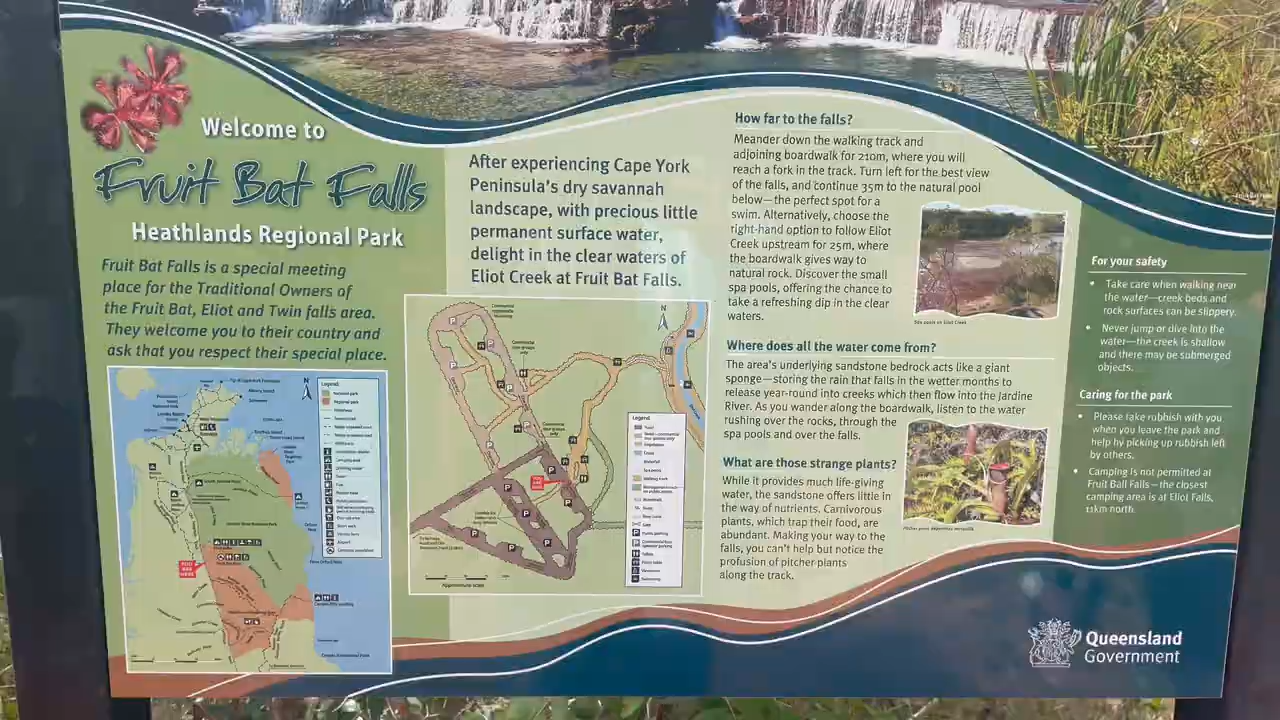 Welcome to
Fruit Bat Falls
Heathlands Regional Park
Fruit Bat Falls is a special meeting
place for the Traditional Owners of
the Fruit Bat, Eliot and Twin falls area.
They welcome you to their country and
ask that you respect their special place.
After experiencing Cape York
Peninsula's dry savannah
landscape, with precious little
permanent surface water,
delight in the clear waters of
Eliot Creek at Fruit Bat Falls.
N
Legend
YOU ARE HERE
N
Legend
Approximate scale
How far to the falls?
Meander down the walking track and
adjoining boardwalk for 210m, where you will
reach a fork in the track. Turn left for the best view
of the falls, and continue 35m to the natural pool
below—the perfect spot for a
swim. Alternatively, choose the
right-hand option to follow Eliot
Creek upstream for 25m, where
the boardwalk gives way to
natural rock. Discover the small
spa pools, offering the chance to
take a refreshing dip in the clear
waters.
Spa pools on Eliot Creek
Where does all the water come from?
The area's underlying sandstone bedrock acts like a giant
sponge—storing the rain that falls in the wetter months to
release year-round into creeks which then flow into the Jardine
River. As you wander along the boardwalk, listen to the water
rushing over the rocks, through the
spa pools and over the falls.
What are those strange plants?
While it provides much life-giving
water, the sandstone offers little in
the way of nutrients. Carnivorous
plants, which trap their food, are
abundant. Making your way to the
falls, you can't help but notice the
profusion of pitcher plants
along the track.
For your safety
• Take care when walking near
the water—creek beds and
rock surfaces can be slippery.
• Never jump or dive into the
water—the creek is shallow
and there may be submerged
objects.
Caring for the park
• Please take rubbish with you
when you leave the park and
help by picking up rubbish left
by others.
• Camping is not permitted at
Fruit Ball Falls—the closest
camping area is at Eliot Falls,
11km north.
Queensland
Government